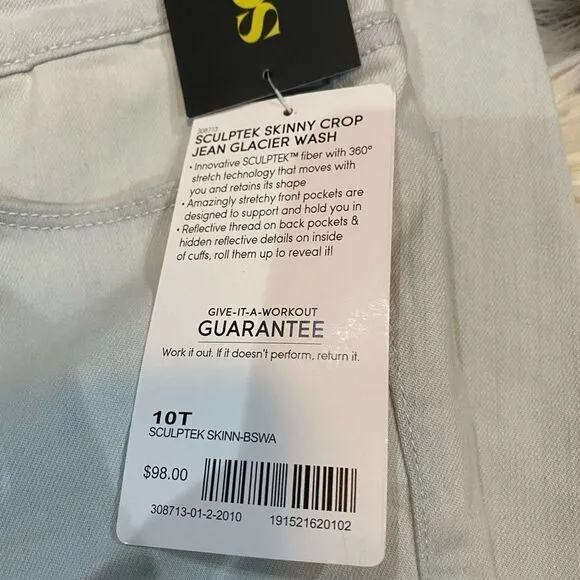 308713
SCULPTEK SKINNY CROP
JEAN GLACIER WASH
• Innovative SCULPTEK™ fiber with 360°
stretch technology that moves with
you and retains its shape
• Amazingly stretchy front pockets are
designed to support and hold you in
• Reflective thread on back pockets &
hidden reflective details on inside
of cuffs, roll them up to reveal it!
GIVE-IT-A-WORKOUT
GUARANTEE
Work it out. If it doesn't perform, return it.
10T
SCULPTEK SKINN-BSWA
$98.00
308713-01-2-2010 191521620102